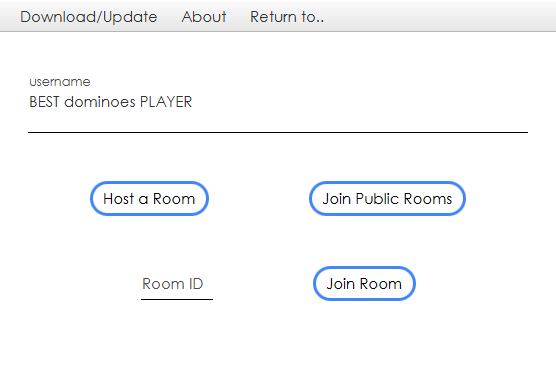 Download/Update About Return to..
username
BEST dominoes PLAYER
Host a Room Join Public Rooms
Room ID Join Room